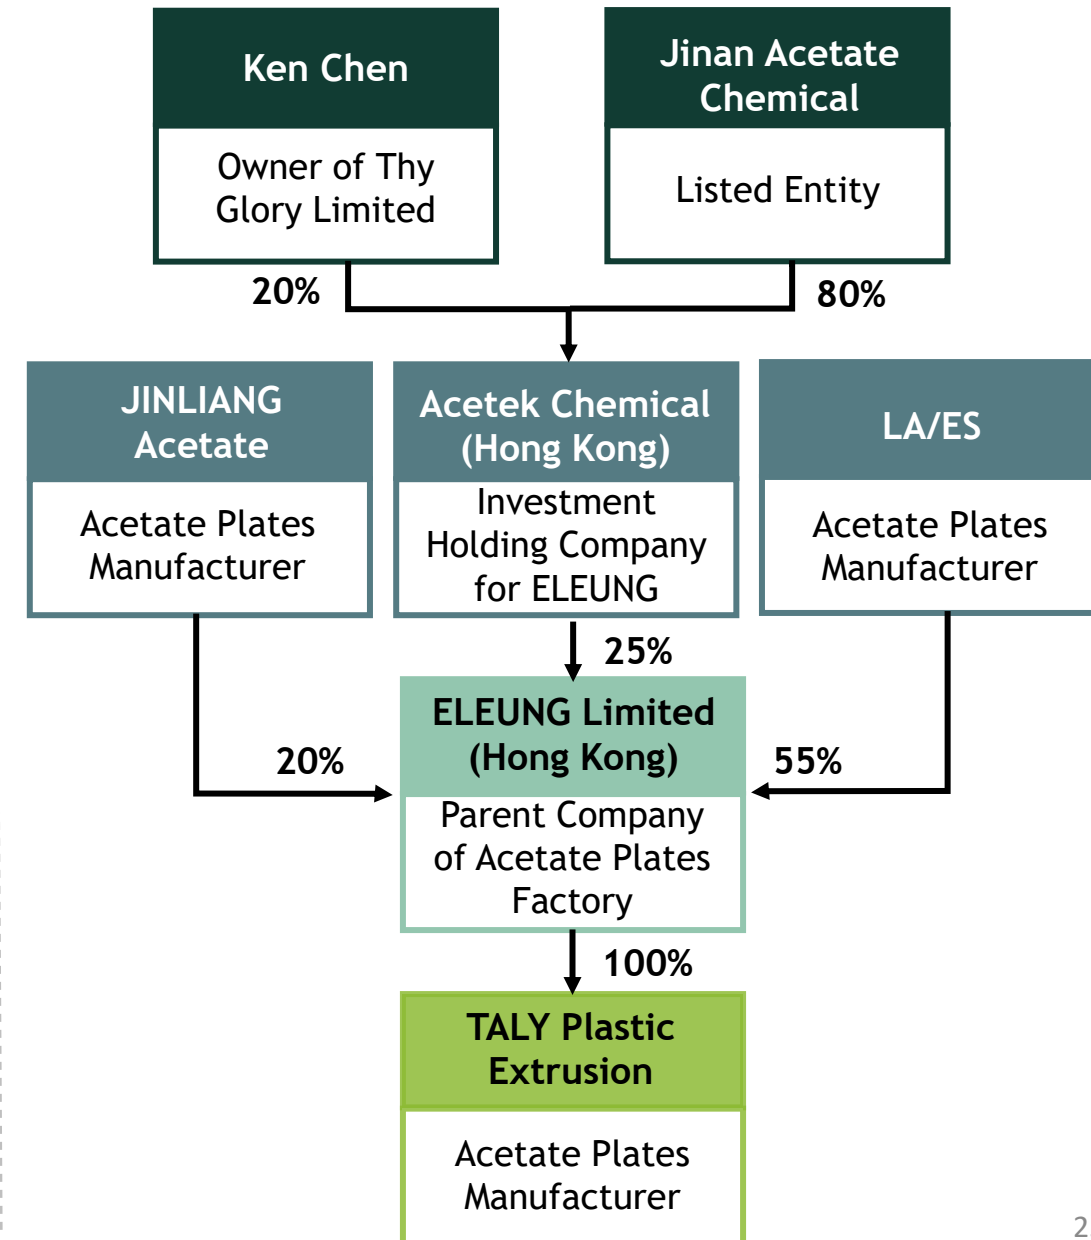 Ken Chen
Owner of Thy
Glory Limited
Jinan Acetate
Chemical
Listed Entity
20%
80%
JINLIANG
Acetate
Acetate Plates
Manufacturer
Acetek Chemical
(Hong Kong)
Investment
Holding Company
for ELEUNG
LA/ES
Acetate Plates
Manufacturer
25%
20%
55%
ELEUNG Limited
(Hong Kong)
Parent Company
of Acetate Plates
Factory
100%
TALY Plastic
Extrusion
Acetate Plates
Manufacturer
2